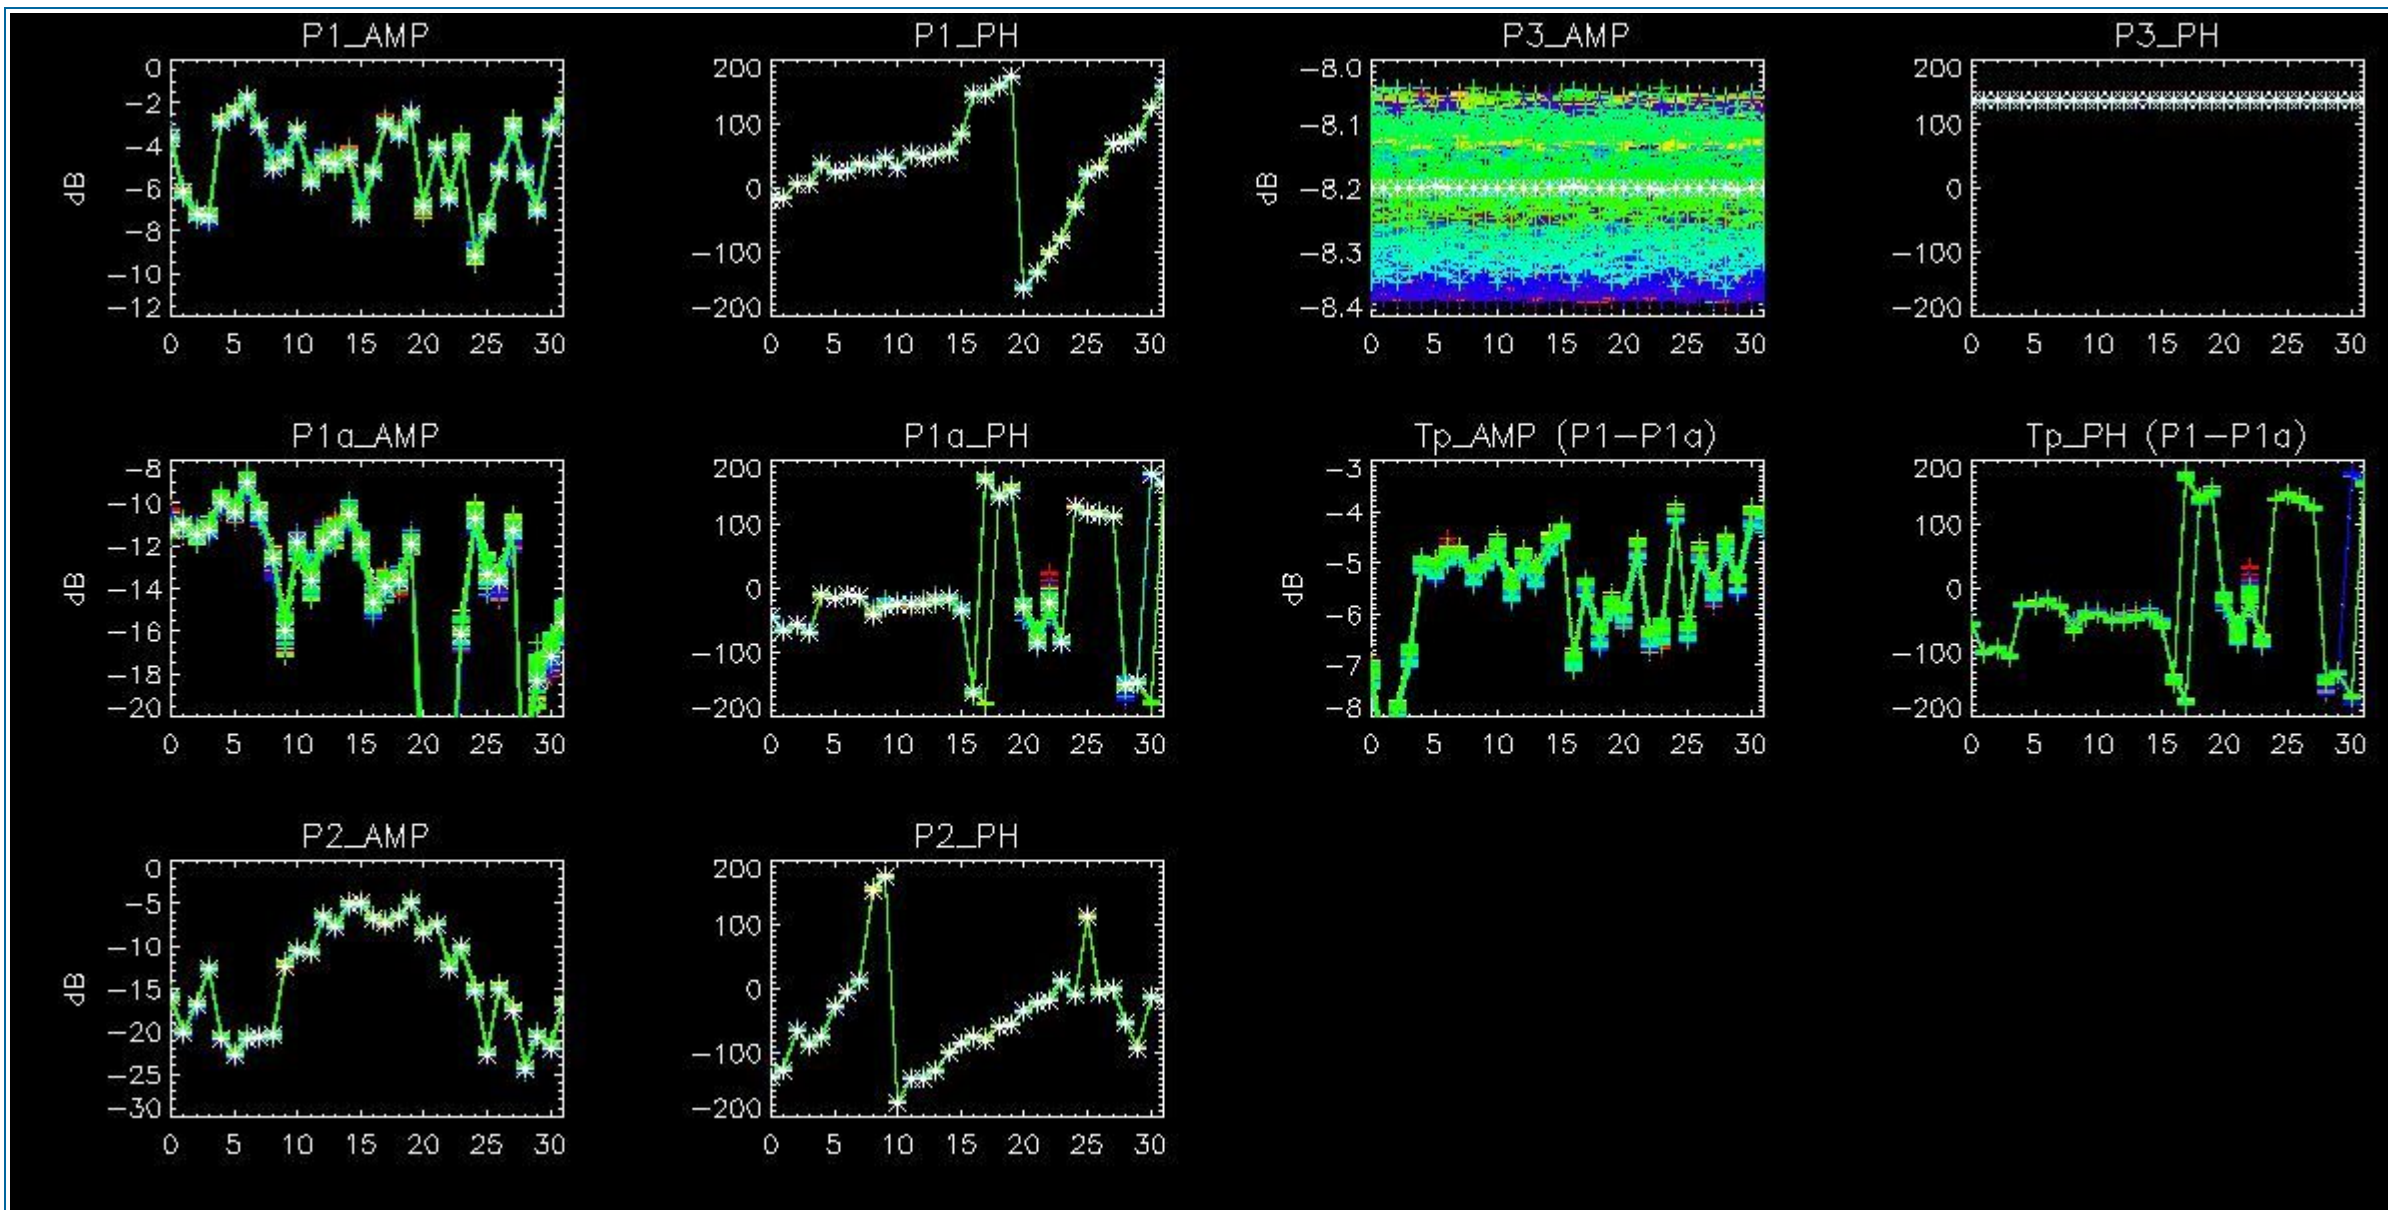 P1_AMP P1_PH P3_AMP P3_PH
0 200 -8.0 200
-2 100 -8.1 100
-4 0 -8.2 0
-6 -100 -8.3 -100
-8 -200 -8.4 -200
-10
-12
dB dB
0 5 10 15 20 25 30 0 5 10 15 20 25 30 0 5 10 15 20 25 30 0 5 10 15 20 25 30
P1a_AMP P1a_PH Tp_AMP (P1-P1a) Tp_PH (P1-P1a)
-8 200 -3 200
-10 100 -4 100
-12 0 -5 0
-14 -100 -6 -100
-16 -200 -7 -200
-18 -8
-20
dB dB
0 5 10 15 20 25 30 0 5 10 15 20 25 30 0 5 10 15 20 25 30 0 5 10 15 20 25 30
P2_AMP P2_PH
0 200
-5 100
-10 0
-15 -100
-20 -200
-25
-30
dB
0 5 10 15 20 25 30 0 5 10 15 20 25 30